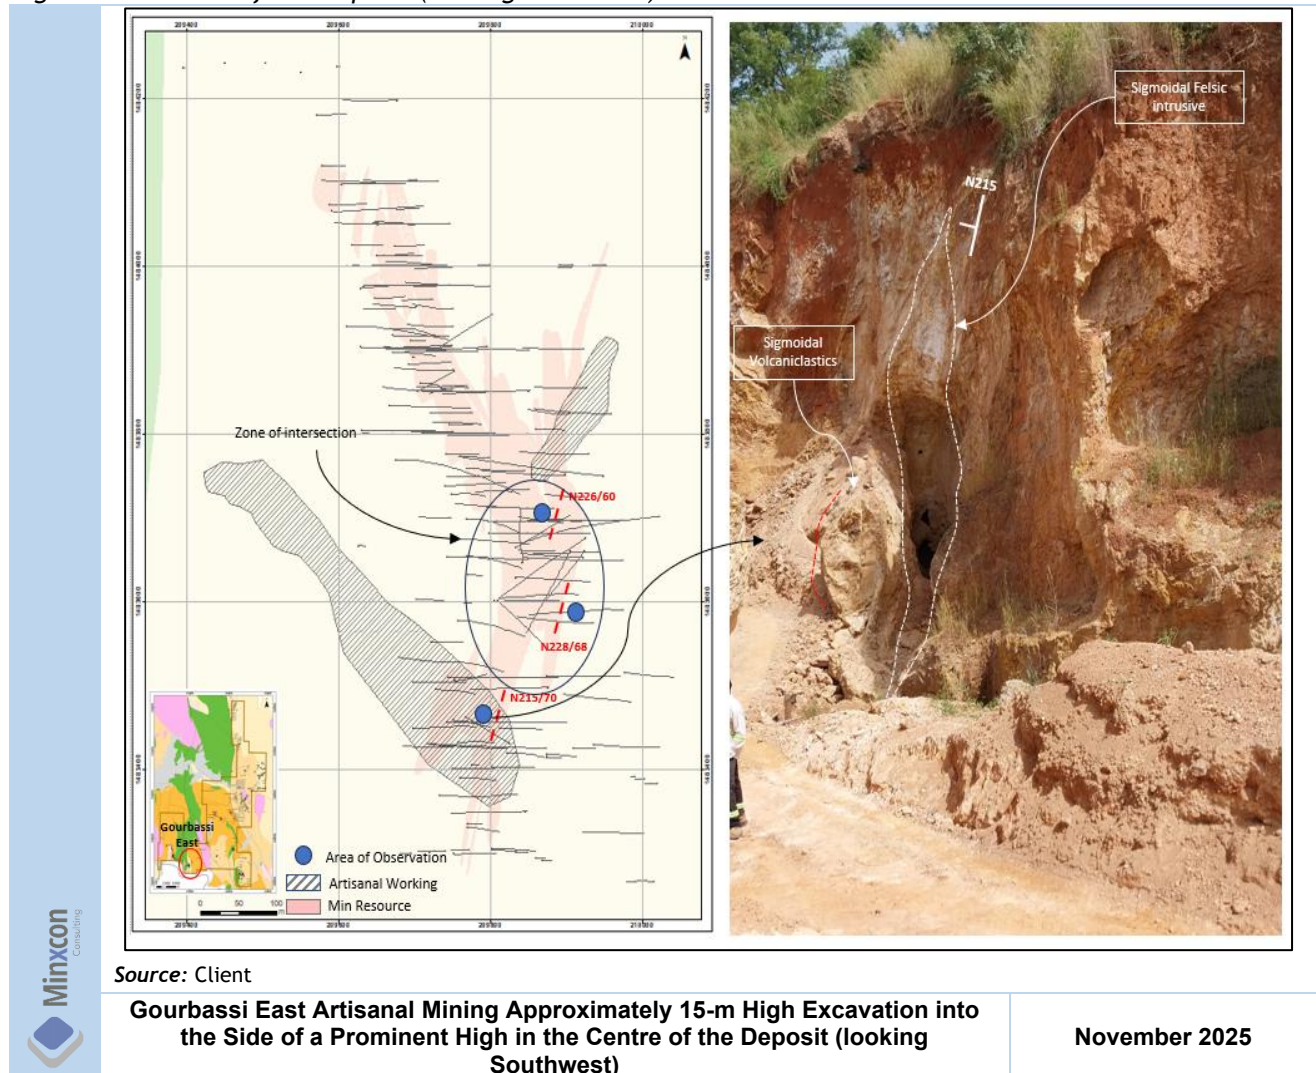 N
Zone of intersection
N226/60
N228/68
N215/70
Gourbassi
East
Area of Observation
Artisanal Working
Min Resource
0 50 100
Sigmoidal Felsic
intrusive
N215
Sigmoidal
Volcaniclastics
Minxcon
Consulting
Source: Client
Gourbassi East Artisanal Mining Approximately 15-m High Excavation into
the Side of a Prominent High in the Centre of the Deposit (looking
Southwest)
November 2025